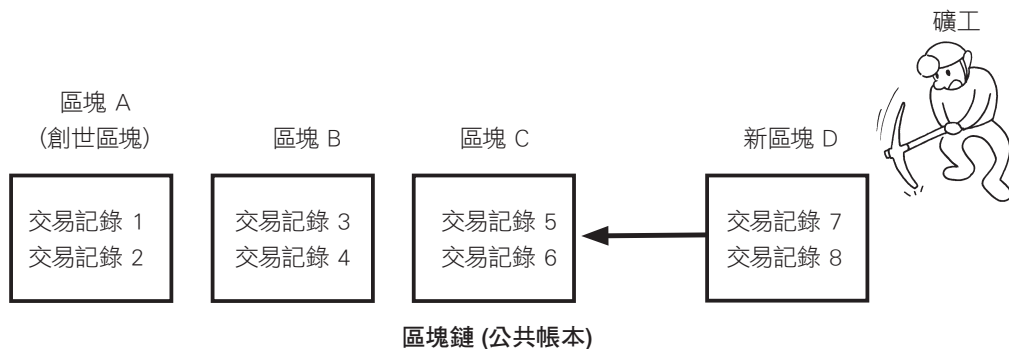 礦工
區塊 A
(創世區塊)
區塊 B
區塊 C
新區塊 D
交易記錄 1
交易記錄 2
交易記錄 3
交易記錄 4
交易記錄 5
交易記錄 6
交易記錄 7
交易記錄 8
區塊鏈 (公共帳本)